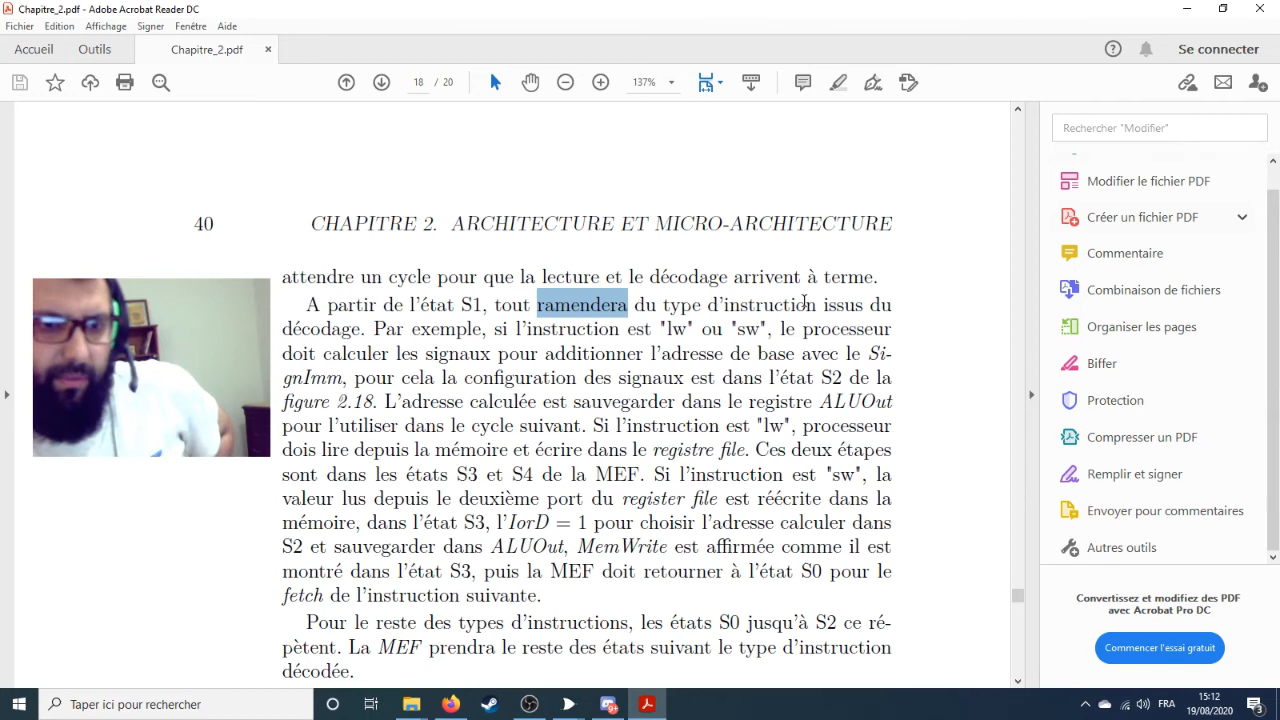 Chapitre_2.pdf - Adobe Acrobat Reader DC
Fichier Edition Affichage Signer Fenêtre Aide
Accueil Outils Chapitre_2.pdf × Se connecter
18 / 20 137%
Rechercher "Modifier"
Modifier le fichier PDF
Créer un fichier PDF
Commentaire
Combinaison de fichiers
Organiser les pages
Biffer
Protection
Compresser un PDF
Remplir et signer
Envoyer pour commentaires
Autres outils
Convertissez et modifiez des PDF
avec Acrobat Pro DC
Commencer l'essai gratuit
40 CHAPITRE 2. ARCHITECTURE ET MICRO-ARCHITECTURE
attendre un cycle pour que la lecture et le décodage arrivent à terme.
A partir de l'état S1, tout ramendera du type d'instruction issus du
décodage. Par exemple, si l'instruction est "lw" ou "sw", le processeur
doit calculer les signaux pour additionner l'adresse de base avec le Si-
gnImm, pour cela la configuration des signaux est dans l'état S2 de la
figure 2.18. L'adresse calculée est sauvegarder dans le registre ALUOut
pour l'utiliser dans le cycle suivant. Si l'instruction est "lw", processeur
dois lire depuis la mémoire et écrire dans le registre file. Ces deux étapes
sont dans les états S3 et S4 de la MEF. Si l'instruction est "sw", la
valeur lus depuis le deuxième port du register file est réécrite dans la
mémoire, dans l'état S3, l'IorD = 1 pour choisir l'adresse calculer dans
S2 et sauvegarder dans ALUOut, MemWrite est affirmée comme il est
montré dans l'état S3, puis la MEF doit retourner à l'état S0 pour le
fetch de l'instruction suivante.
Pour le reste des types d'instructions, les états S0 jusqu'à S2 ce ré-
pètent. La MEF prendra le reste des états suivant le type d'instruction
décodée.
Taper ici pour rechercher
FRA
15:12
19/08/2020